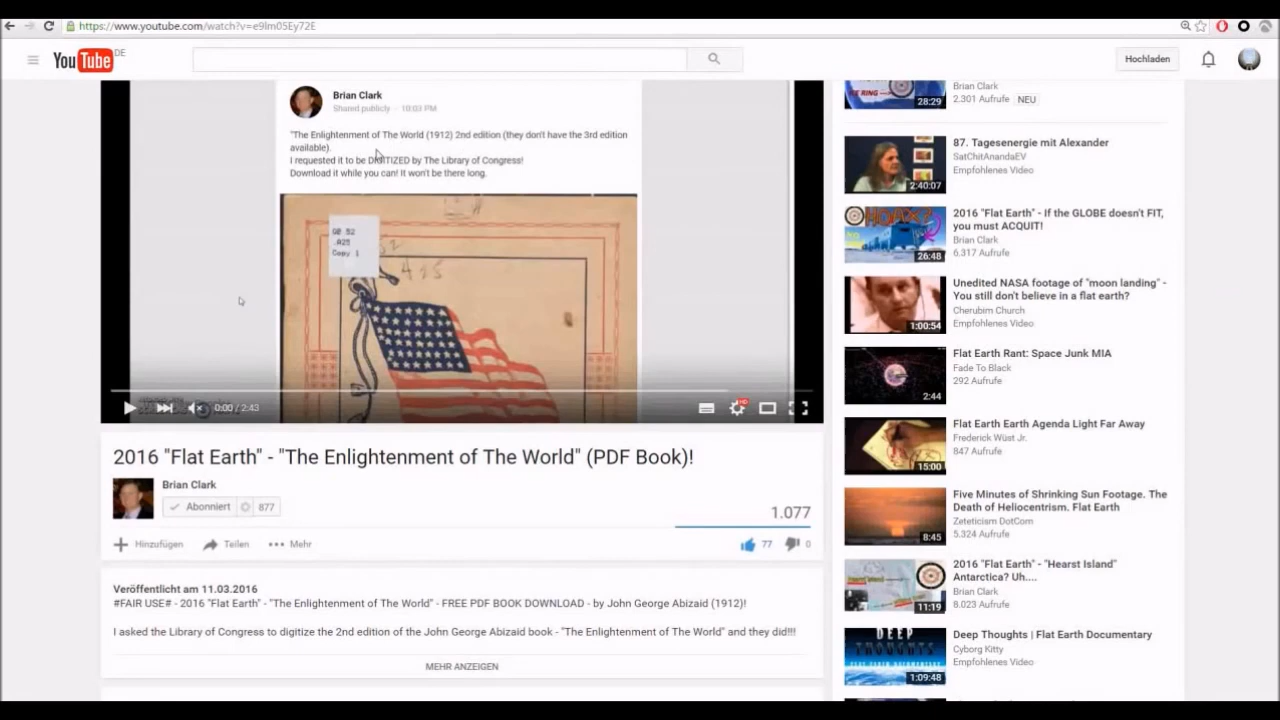 https://www.youtube.com/watch?v=e9lm05Ey72E
YouTube DE
Hochladen
Brian Clark
Shared publicly - 10:03 PM
"The Enlightenment of The World (1912) 2nd edition (they don't have the 3rd edition
available).
I requested it to be DIGITIZED by The Library of Congress!
Download it while you can! It won't be there long.
Copy 1
0:00 / 2:43
2016 "Flat Earth" - "The Enlightenment of The World" (PDF Book)!
Brian Clark
Abonniert 877
1.077
Hinzufügen Teilen Mehr
77 0
Veröffentlicht am 11.03.2016
#FAIR USE# - 2016 "Flat Earth" - "The Enlightenment of The World" - FREE PDF BOOK DOWNLOAD - by John George Abizaid (1912)!
I asked the Library of Congress to digitize the 2nd edition of the John George Abizaid book - "The Enlightenment of The World" and they did!!!
MEHR ANZEIGEN
ICE RING
28:29
Brian Clark
2.301 Aufrufe NEU
2:40:07
87. Tagesenergie mit Alexander
SatChitAnandaEV
Empfohlenes Video
HOAX?
26:48
2016 "Flat Earth" - If the GLOBE doesn't FIT,
you must ACQUIT!
Brian Clark
6.317 Aufrufe
1:00:54
Unedited NASA footage of "moon landing" -
You still don't believe in a flat earth?
Cherubim Church
Empfohlenes Video
2:44
Flat Earth Rant: Space Junk MIA
Fade To Black
292 Aufrufe
15:00
Flat Earth Earth Agenda Light Far Away
Frederick Wüst Jr.
847 Aufrufe
8:45
Five Minutes of Shrinking Sun Footage. The
Death of Heliocentrism. Flat Earth
Zeteticism DotCom
5.324 Aufrufe
11:19
2016 "Flat Earth" - "Hearst Island"
Antarctica? Uh....
Brian Clark
8.023 Aufrufe
DEEP
THOUGHTS
FLAT EARTH DOCUMENTARY
1:09:48
Deep Thoughts | Flat Earth Documentary
Cyborg Kitty
Empfohlenes Video